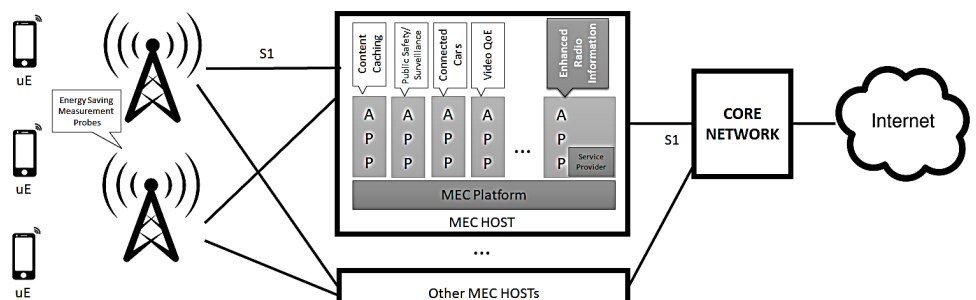 uE
uE
uE
Energy Saving
Measurement
Probes
S1
Content
Caching
Public Safety/
Surveillance
Connected
Cars
Video QoE
Enhanced
Radio
Information
A
P
P
A
P
P
A
P
P
A
P
P
...
A
P
P
Service
Provider
MEC Platform
MEC HOST
...
Other MEC HOSTs
S1
CORE
NETWORK
Internet